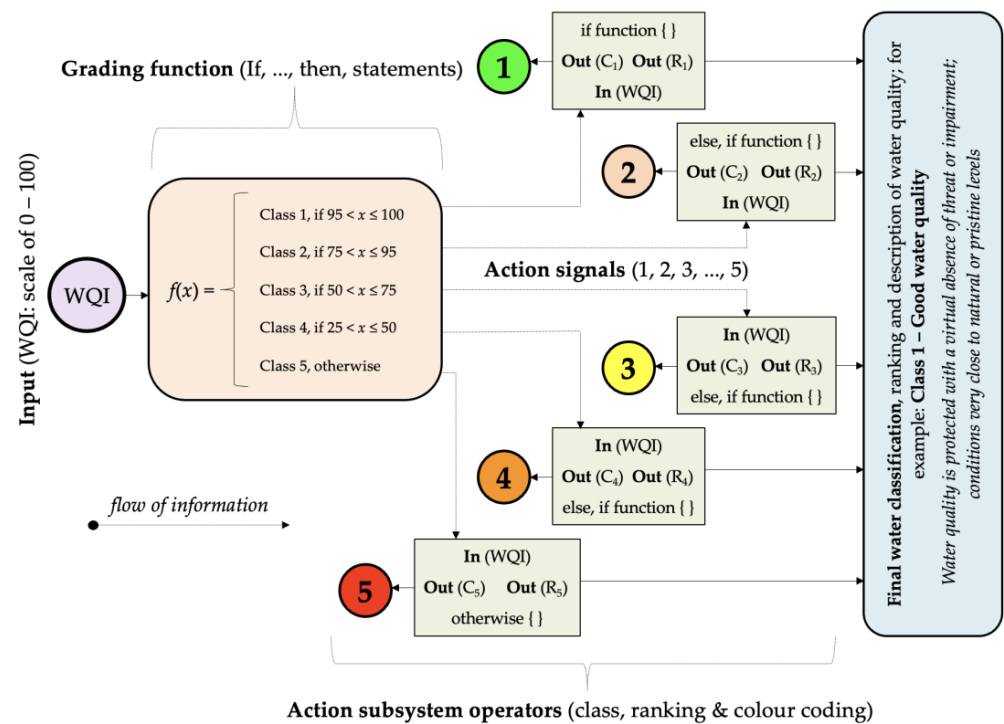 Grading function (If, ..., then, statements)
Input (WQI: scale of 0 – 100)
WQI
f(x) =
Class 1, if 95 < x ≤ 100
Class 2, if 75 < x ≤ 95
Class 3, if 50 < x ≤ 75
Class 4, if 25 < x ≤ 50
Class 5, otherwise
flow of information
1
if function { }
Out (C₁) Out (R₁)
In (WQI)
2
else, if function { }
Out (C₂) Out (R₂)
In (WQI)
Action signals (1, 2, 3, ..., 5)
3
In (WQI)
Out (C₃) Out (R₃)
else, if function { }
4
In (WQI)
Out (C₄) Out (R₄)
else, if function { }
5
In (WQI)
Out (C₅) Out (R₅)
otherwise { }
Action subsystem operators (class, ranking & colour coding)
Final water classification, ranking and description of water quality; for
example: Class 1 – Good water quality
Water quality is protected with a virtual absence of threat or impairment;
conditions very close to natural or pristine levels